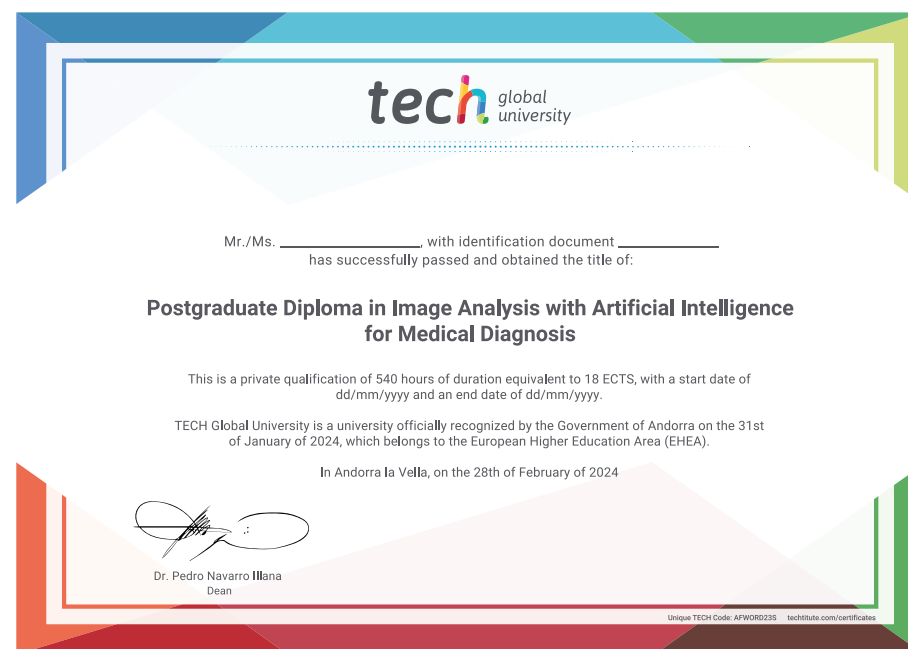 tech global
university
Mr./Ms. ____________________, with identification document ______________
has successfully passed and obtained the title of:
Postgraduate Diploma in Image Analysis with Artificial Intelligence
for Medical Diagnosis
This is a private qualification of 540 hours of duration equivalent to 18 ECTS, with a start date of
dd/mm/yyyy and an end date of dd/mm/yyyy.
TECH Global University is a university officially recognized by the Government of Andorra on the 31st
of January of 2024, which belongs to the European Higher Education Area (EHEA).
In Andorra la Vella, on the 28th of February of 2024
Dr. Pedro Navarro Illana
Dean
Unique TECH Code: AFWORD23S techtitute.com/certificates